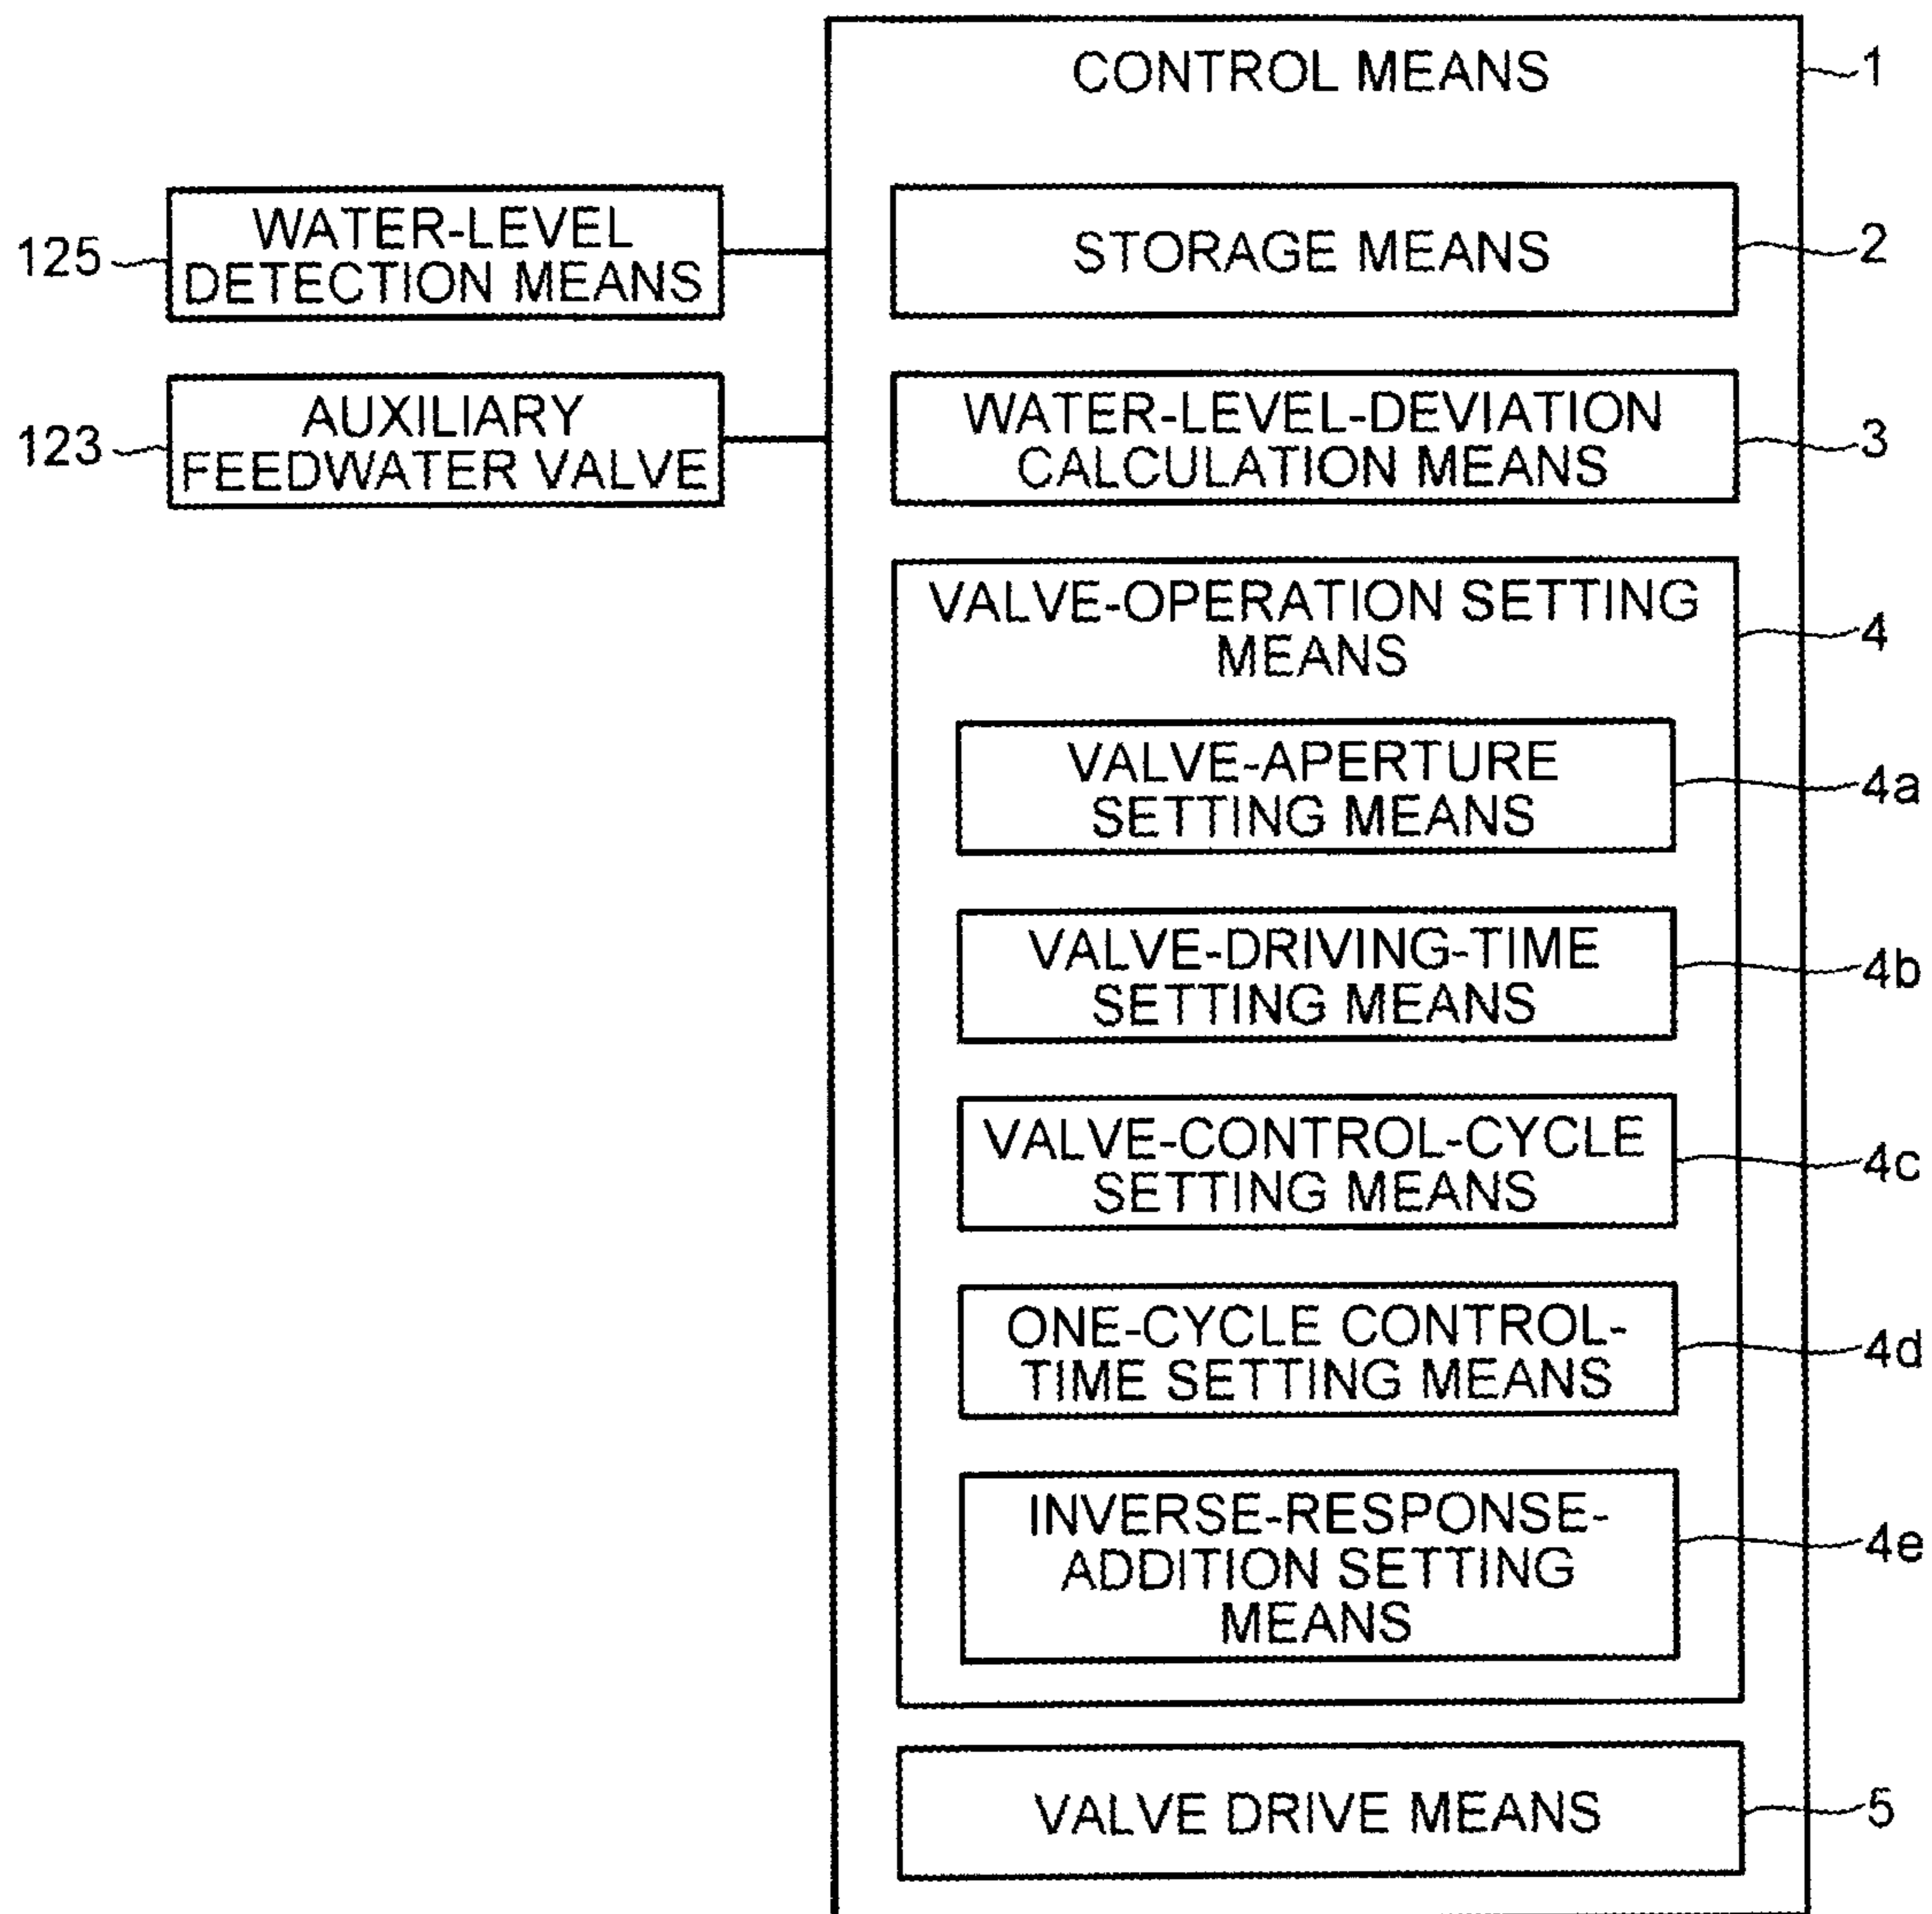 CONTROL MEANS
1
125
WATER-LEVEL
DETECTION MEANS
STORAGE MEANS
2
123
AUXILIARY
FEEDWATER VALVE
WATER-LEVEL-DEVIATION
CALCULATION MEANS
3
VALVE-OPERATION SETTING
MEANS
4
VALVE-APERTURE
SETTING MEANS
4a
VALVE-DRIVING-TIME
SETTING MEANS
4b
VALVE-CONTROL-CYCLE
SETTING MEANS
4c
ONE-CYCLE CONTROL-
TIME SETTING MEANS
4d
INVERSE-RESPONSE-
ADDITION SETTING
MEANS
4e
VALVE DRIVE MEANS
5